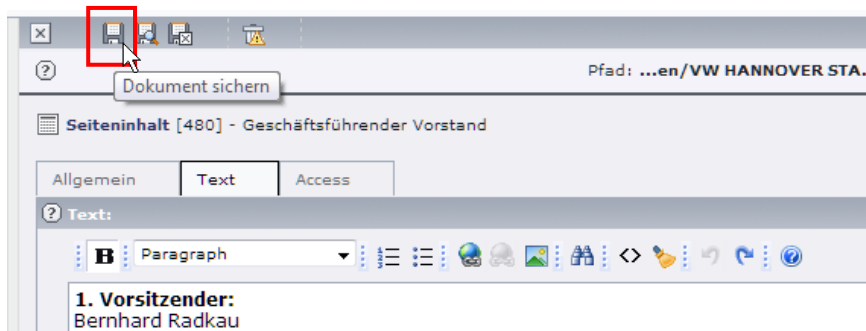 Dokument sichern
Pfad: ...en/VW HANNOVER STA.
Seiteninhalt [480] - Geschäftsführender Vorstand
Allgemein Text Access
Text:
B Paragraph
1. Vorsitzender:
Bernhard Radkau